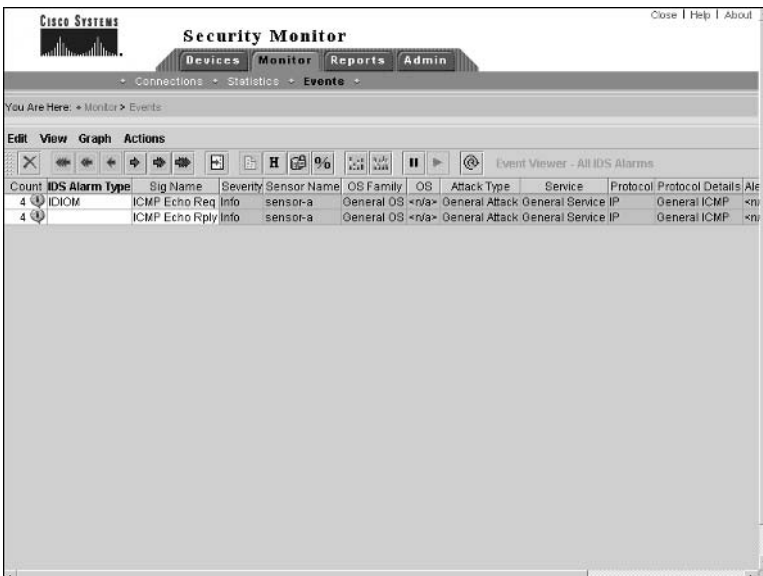 Close | Help | About
CISCO SYSTEMS
Security Monitor
Devices Monitor Reports Admin
Connections Statistics Events
You Are Here: Monitor > Events
Edit View Graph Actions
H % Event Viewer - All IDS Alarms
Count IDS Alarm Type Sig Name Severity Sensor Name OS Family OS Attack Type Service Protocol Protocol Details Ale
4 IDIOM ICMP Echo Req Info sensor-a General OS <n/a> General Attack General Service IP General ICMP <n/
4 ICMP Echo Rply Info sensor-a General OS <n/a> General Attack General Service IP General ICMP <n/